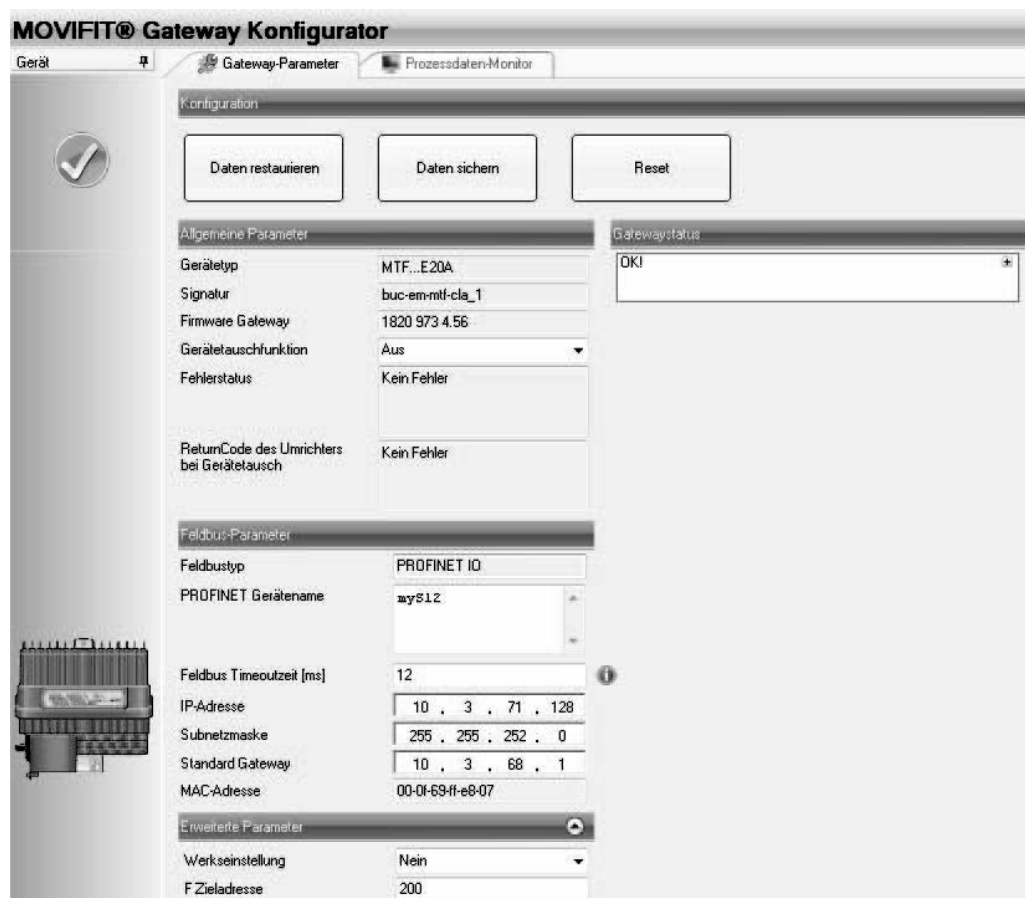 MOVIFIT® Gateway Konfigurator
Gerät
Gateway-Parameter
Prozessdaten-Monitor
Konfiguration
Daten restaurieren
Daten sichern
Reset
Allgemeine Parameter
Gatewaystatus
Gerätetyp
MTF...E20A
OK!
Signatur
buc-em-mtf-cla_1
Firmware Gateway
1820 973 4.56
Gerätetauschfunktion
Aus
Fehlerstatus
Kein Fehler
ReturnCode des Umrichters
bei Gerätetausch
Kein Fehler
Feldbus-Parameter
Feldbustyp
PROFINET IO
PROFINET Gerätename
myS12
Feldbus Timeoutzeit [ms]
12
IP-Adresse
10 . 3 . 71 . 128
Subnetzmaske
255 . 255 . 252 . 0
Standard Gateway
10 . 3 . 68 . 1
MAC-Adresse
00-0f-69-ff-e8-07
Erweiterte Parameter
Werkseinstellung
Nein
F Zieladresse
200